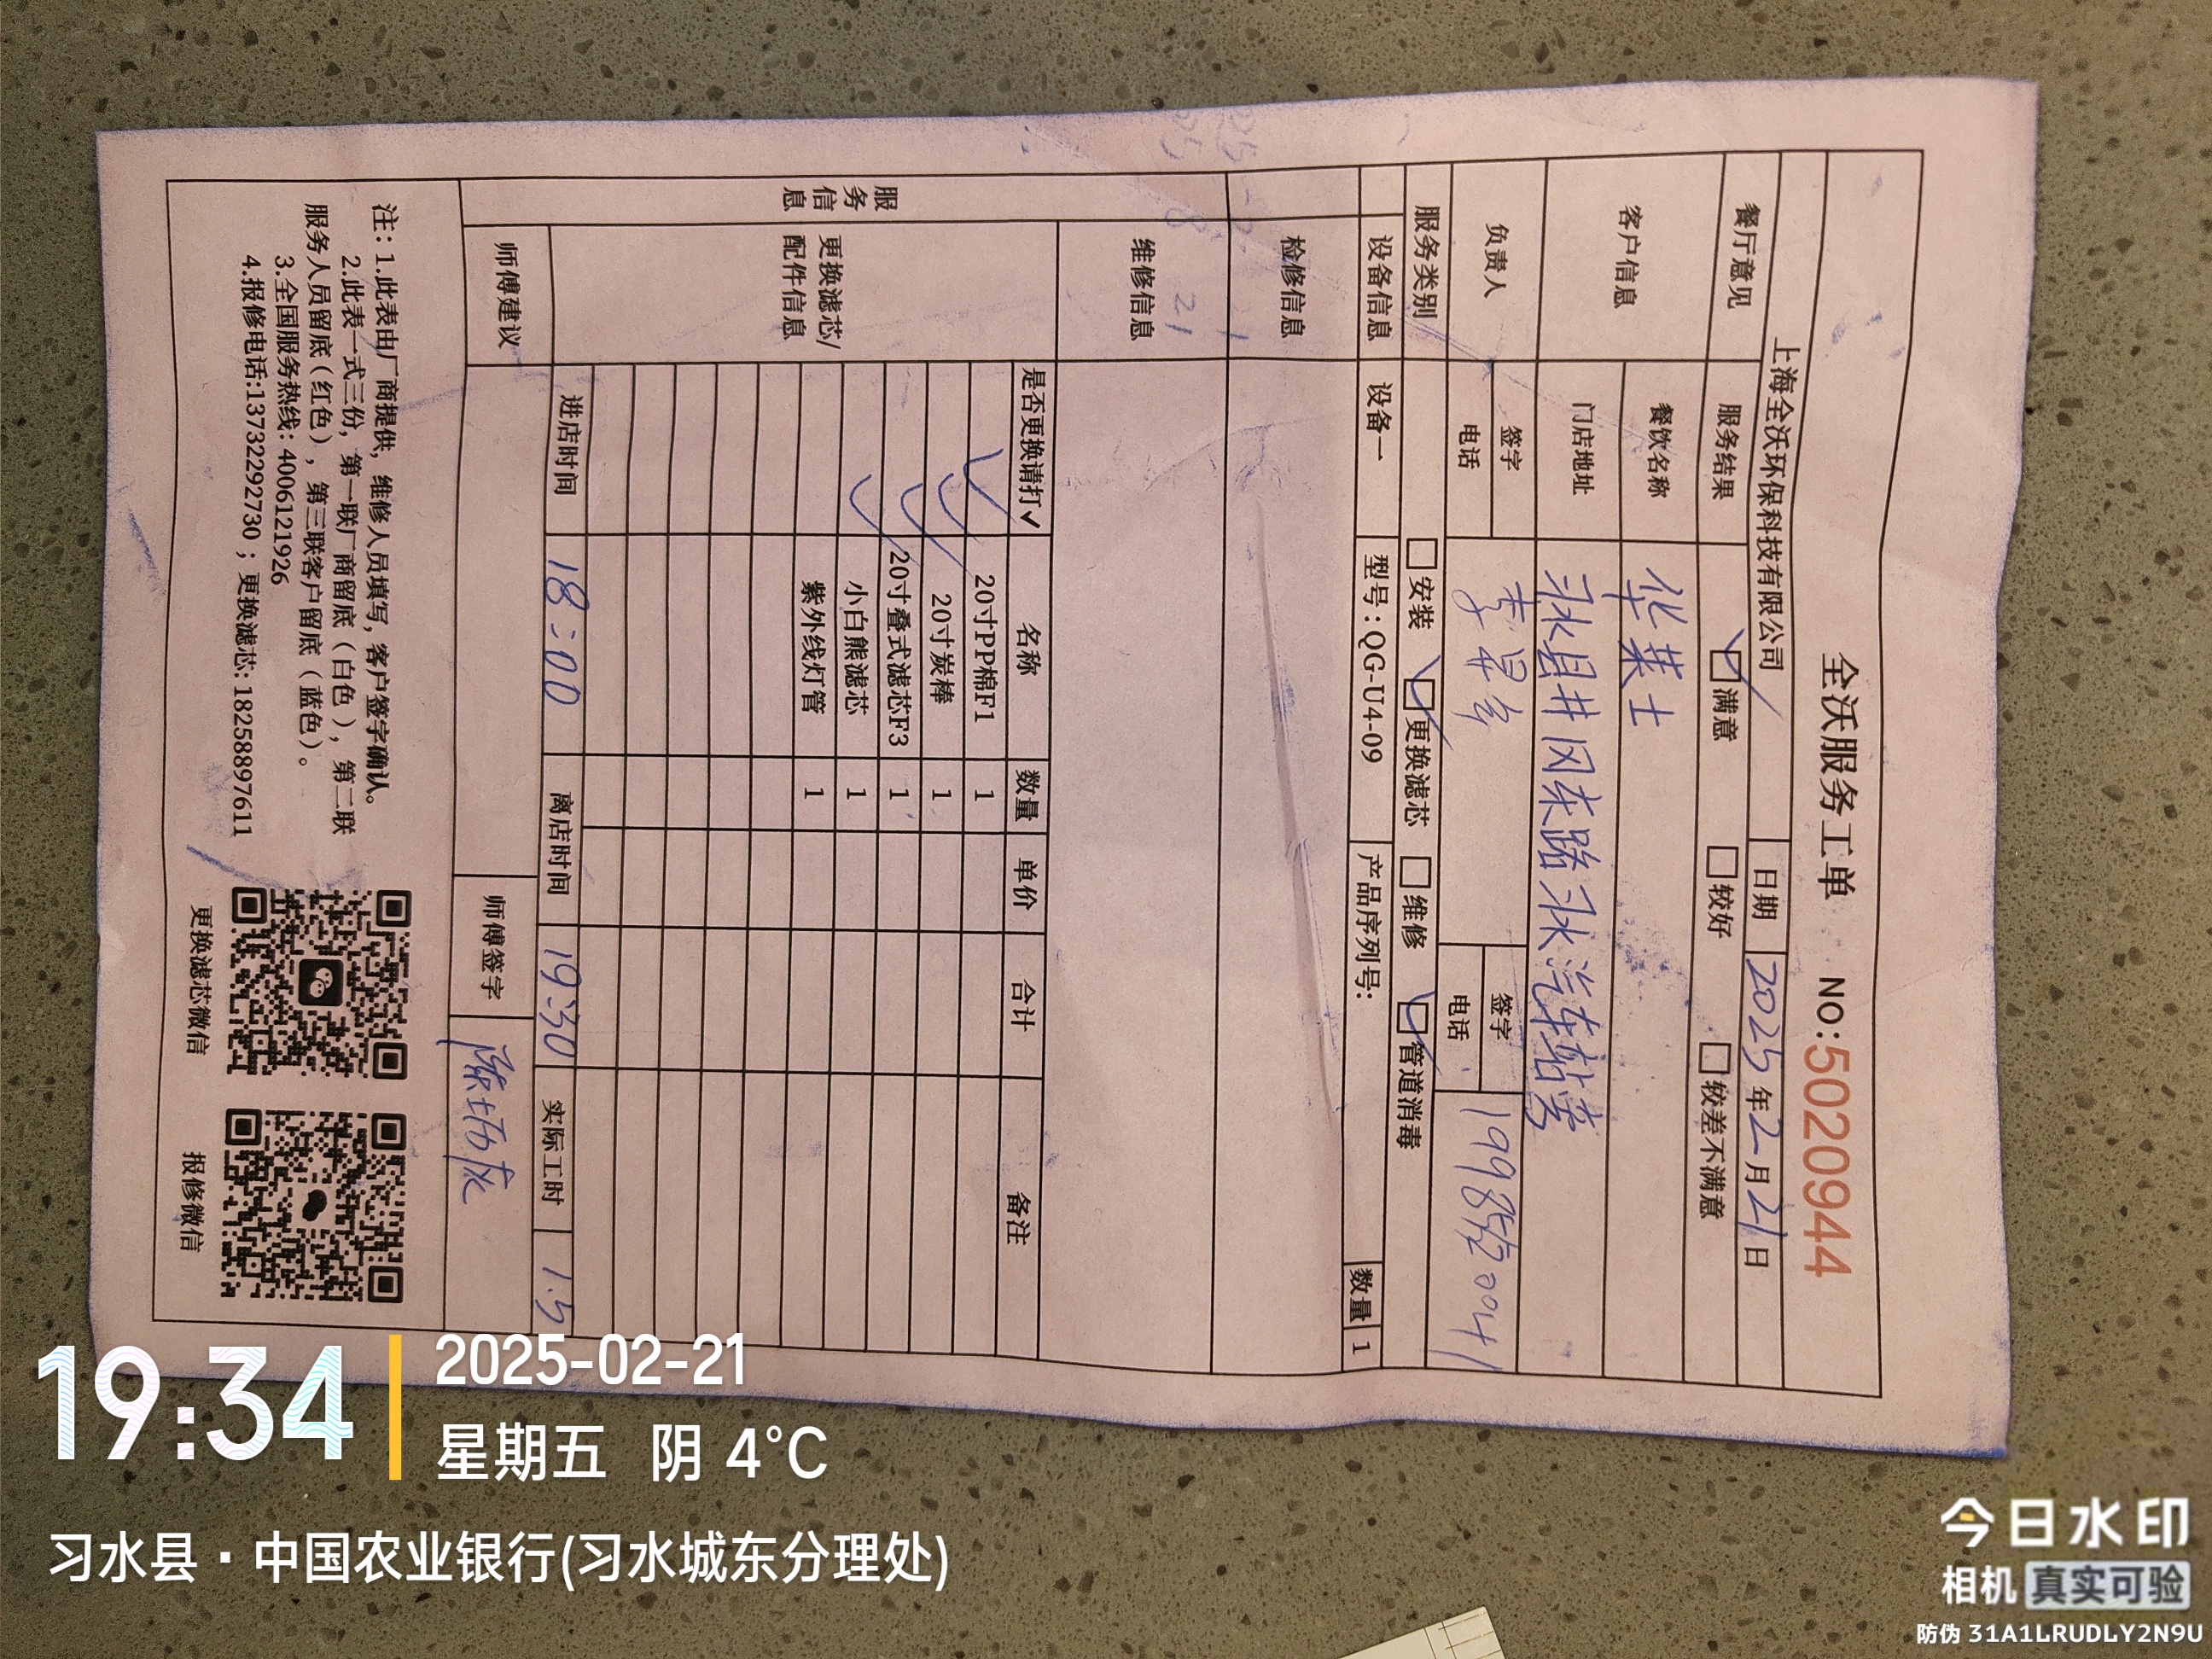 全沃服务工单 NO:5020944
上海全沃环保科技有限公司 日期 2025年2月21日
餐厅意见 服务结果 满意 较好 较差不满意
客户信息 餐饮名称 华莱士
门店地址 习水县井冈东路习水汽车站旁
负责人 签字 签字
电话 电话
服务类别 安装 更换滤芯 维修 管道消毒
设备信息 设备一 型号:QG-U4-09 产品序列号: 数量 1
服务信息
检修信息
维修信息
更换滤芯/配件信息
是否更换请打✓ 名称 数量 单价 合计 备注
✓ 20寸PP棉F1 1
✓ 20寸炭棒 1
✓ 20寸叠式滤芯F3 1
✓ 小白熊滤芯 1
紫外线灯管 1
进店时间 18:00 离店时间 19:30 实际工时 1.5
师傅建议 师傅签字
注:1.此表由厂商提供,维修人员填写,客户签字确认。
2.此表一式三份,第一联厂商留底(白色),第二联
服务人员留底(红色),第三联客户留底(蓝色)。
3.全国服务热线:4006121926
4.报修电话:13732292730;更换滤芯:18258897611
更换滤芯微信 报修微信
19:34
2025-02-21
星期五 阴 4°C
习水县·中国农业银行(习水城东分理处)
今日水印
相机 真实可验
防伪 31A1LRUDLY2N9U